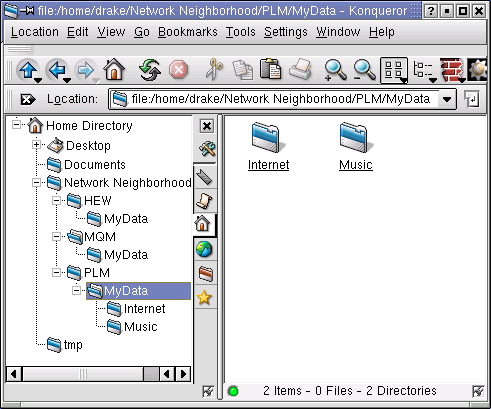 file:/home/drake/Network Neighborhood/PLM/MyData - Konqueror
Location Edit View Go Bookmarks Tools Settings Window Help
Location: file:/home/drake/Network Neighborhood/PLM/MyData
Home Directory
Desktop
Documents
Network Neighborhood
HEW
MyData
MQM
MyData
PLM
MyData
Internet
Music
tmp
Internet Music
2 Items - 0 Files - 2 Directories